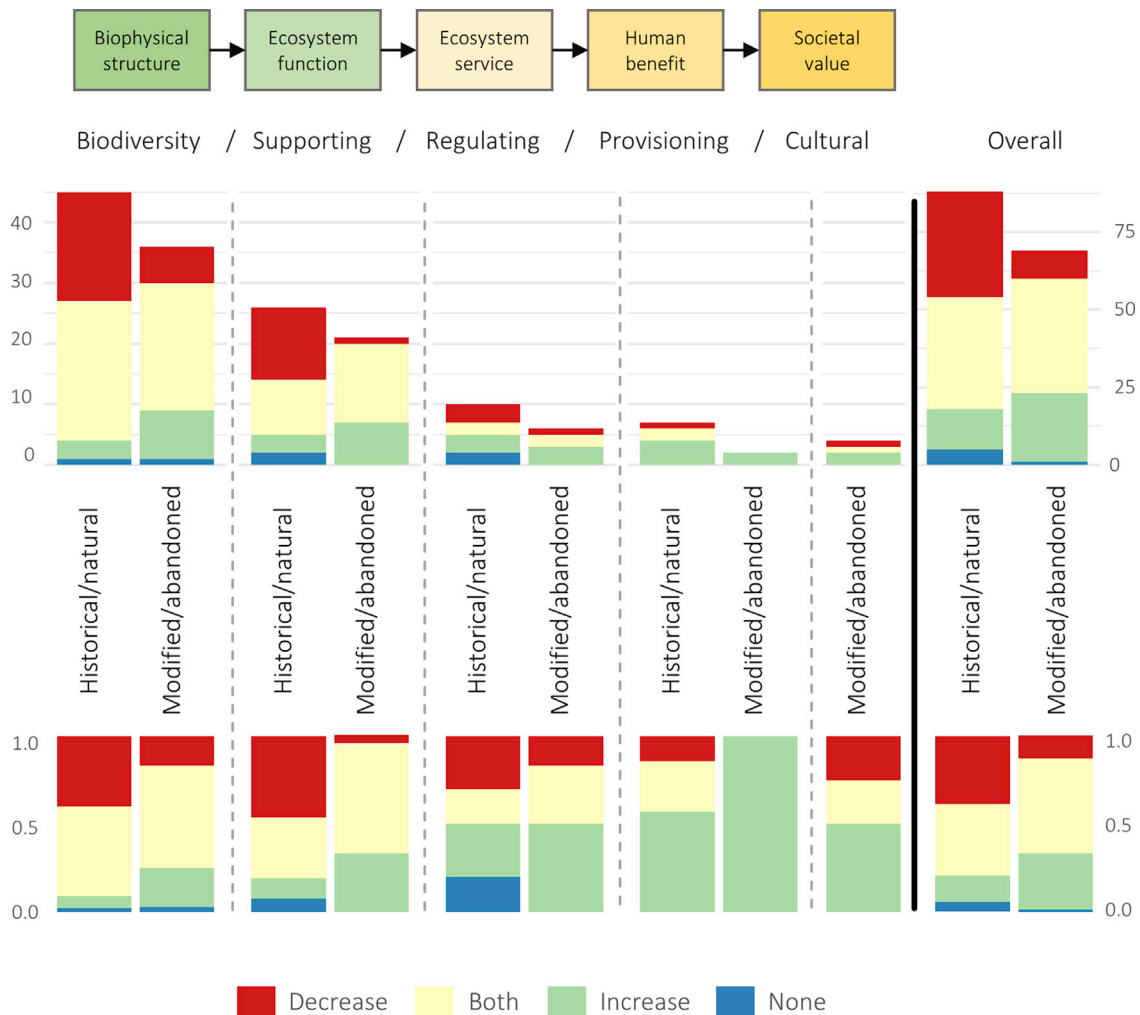 Biophysical structure
Ecosystem function
Ecosystem service
Human benefit
Societal value
Biodiversity / Supporting / Regulating / Provisioning / Cultural Overall
40
30
20
10
0
75
50
25
0
Historical/natural
Modified/abandoned
Historical/natural
Modified/abandoned
Historical/natural
Modified/abandoned
Historical/natural
Modified/abandoned
Modified/abandoned
Historical/natural
Modified/abandoned
1.0
0.5
0.0
1.0
0.5
0.0
Decrease Both Increase None